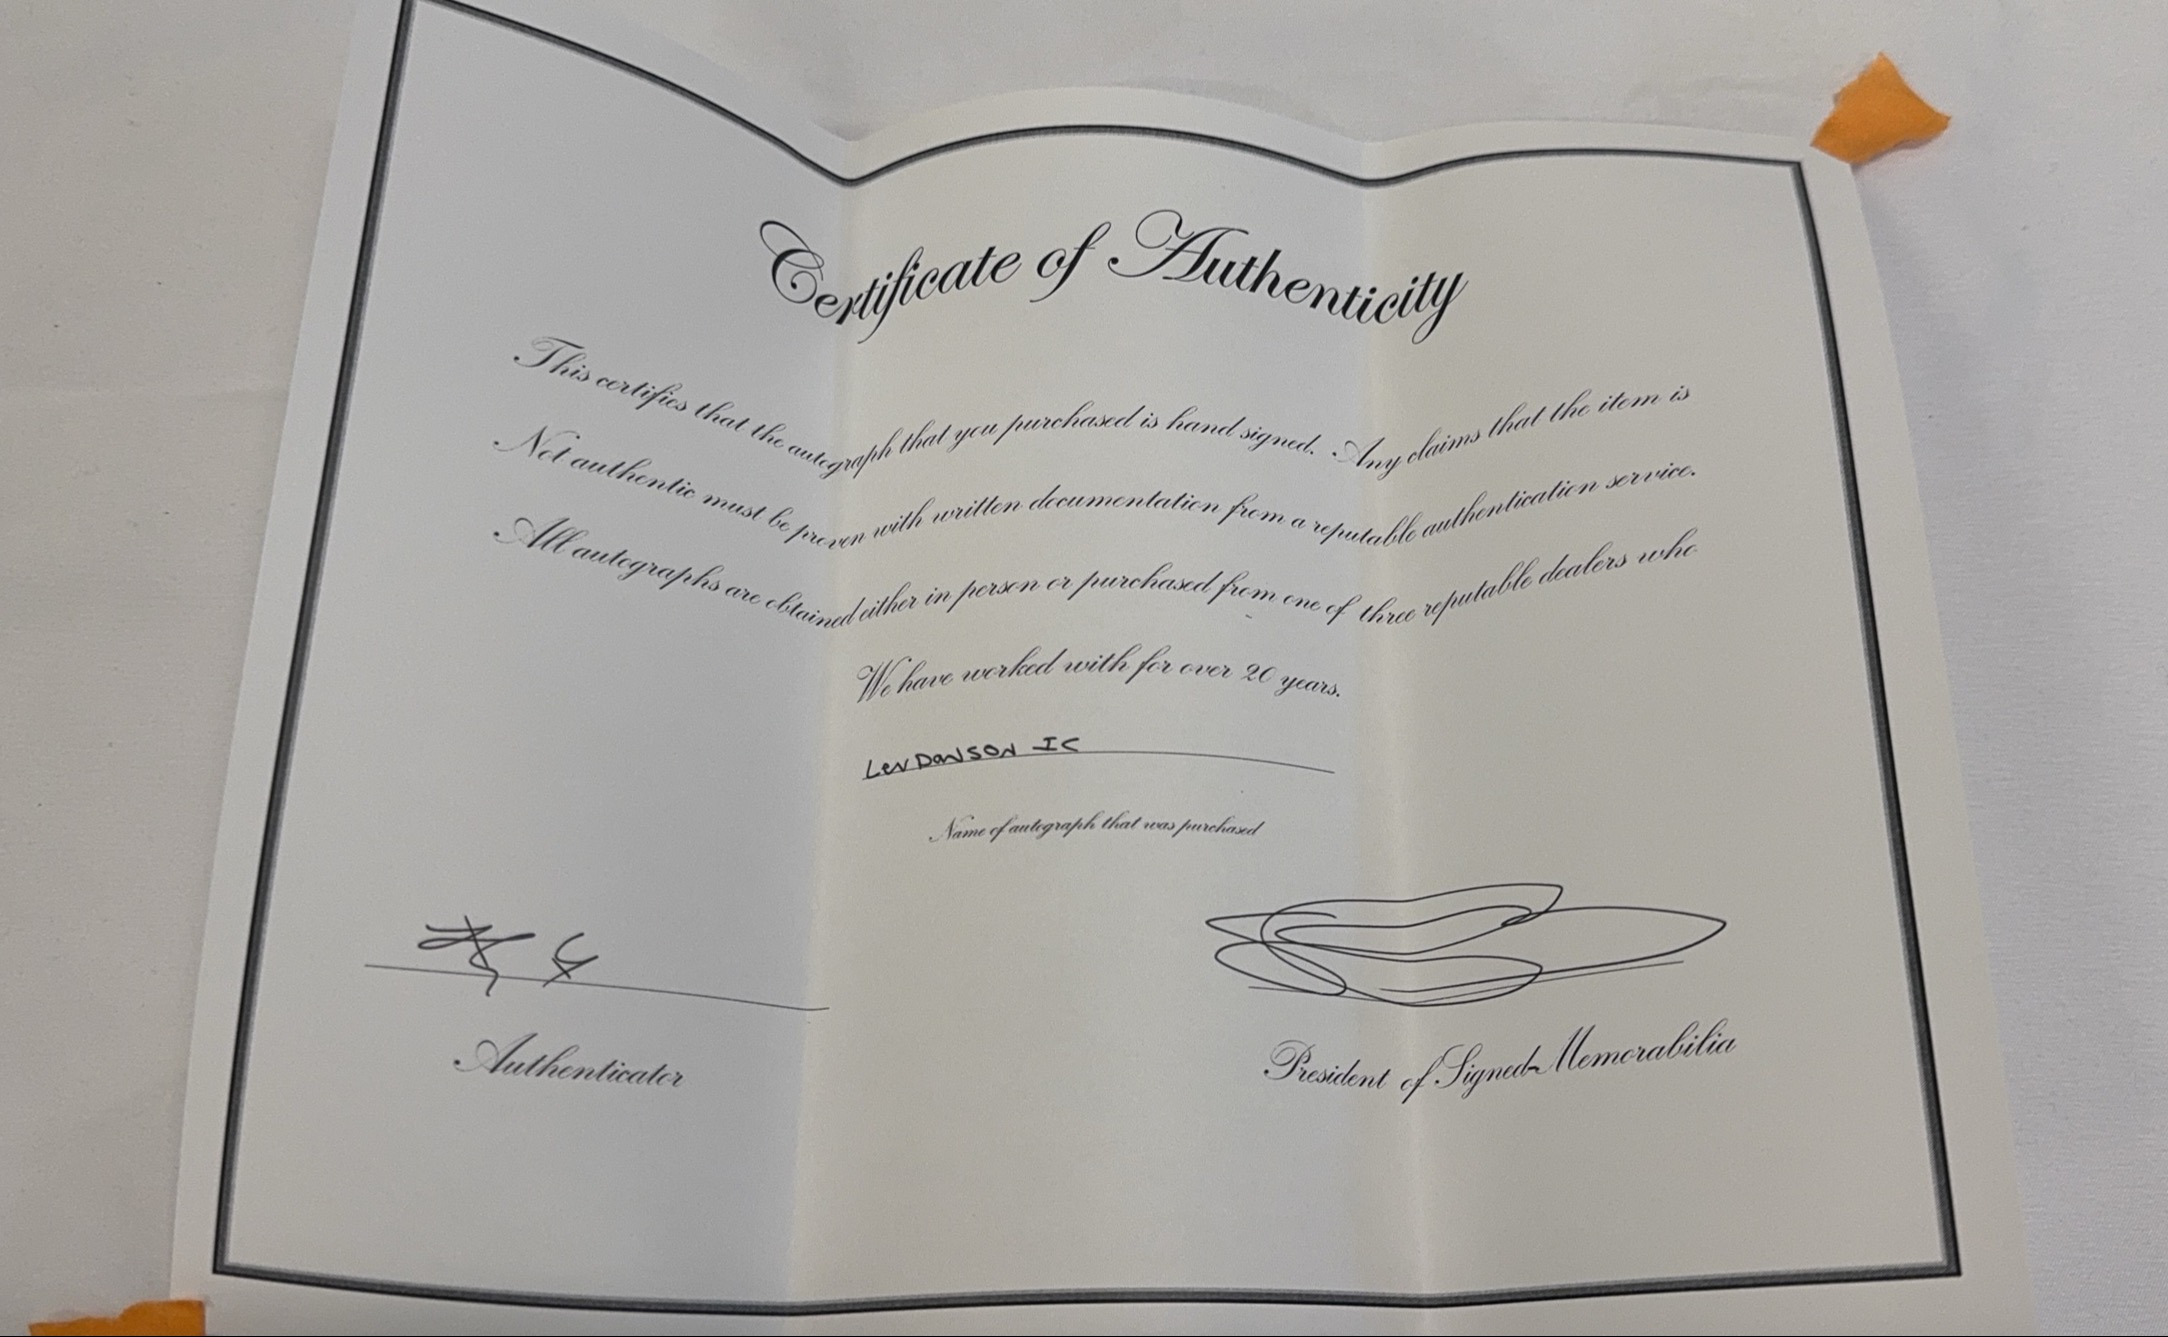 Certificate of Authenticity
This certifies that the autograph that you purchased is hand signed. Any claims that the item is
Not authentic must be proven with written documentation from a reputable authentication service.
All autographs are obtained either in person or purchased from one of three reputable dealers who
We have worked with for over 20 years.
Len Dawson IC
Name of autograph that was purchased
Authenticator
President of Signed-Memorabilia